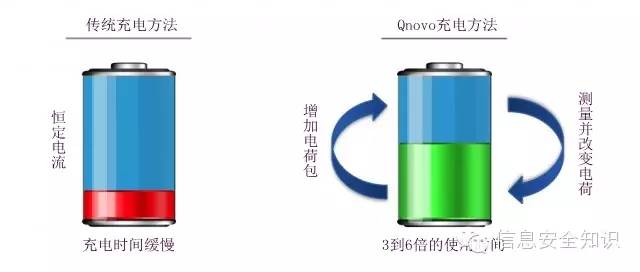 传统充电方法
恒定电流
充电时间缓慢
Qnovo充电方法
增加电荷包
测量并改变电荷
3到6倍的使用时间
信息安全知识